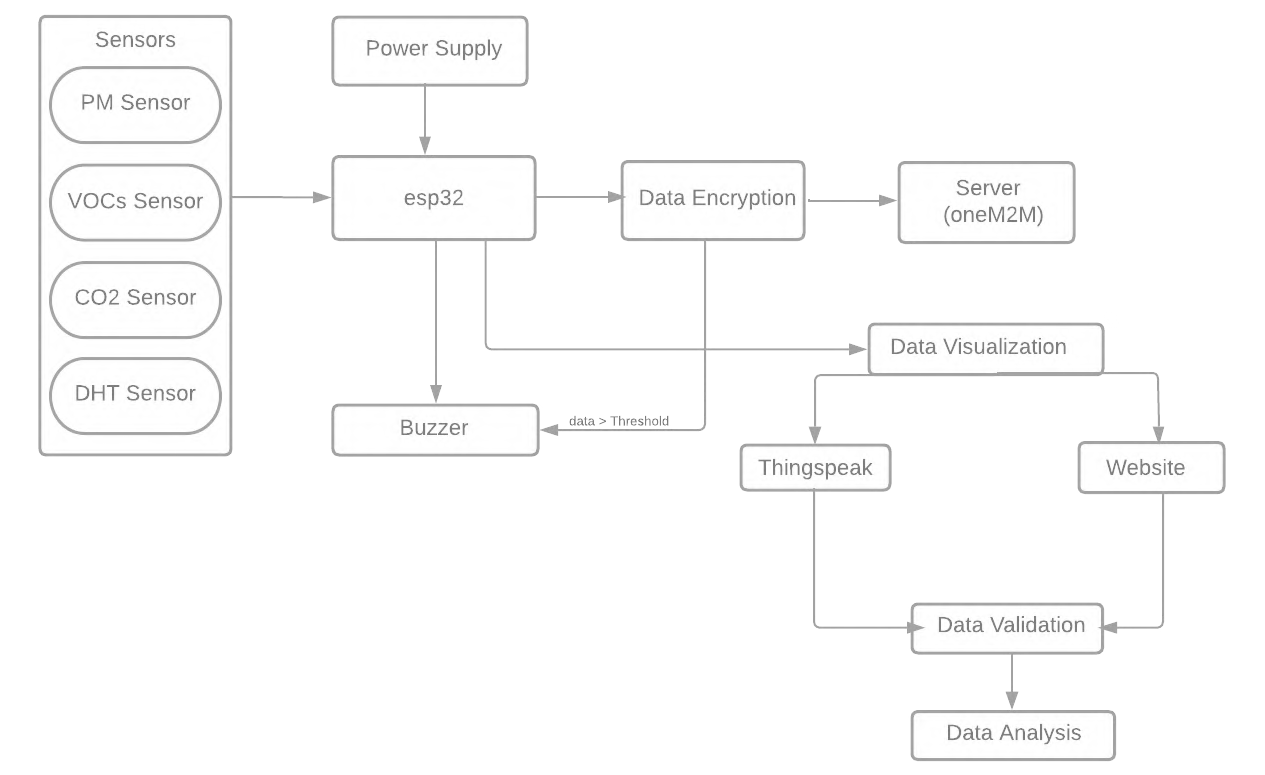 Sensors
PM Sensor
VOCs Sensor
CO2 Sensor
DHT Sensor
Power Supply
esp32
Data Encryption
Server
(oneM2M)
Data Visualization
Buzzer
data > Threshold
Thingspeak
Website
Data Validation
Data Analysis